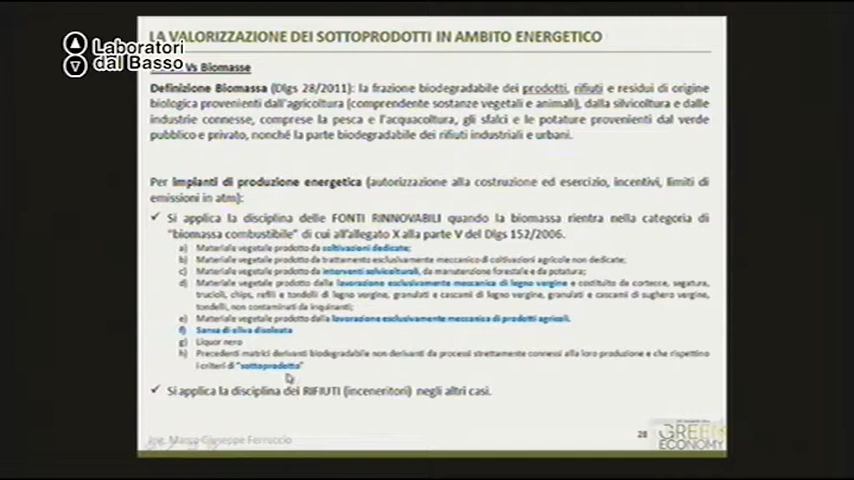 LA VALORIZZAZIONE DEI SOTTOPRODOTTI IN AMBITO ENERGETICO
Laboratori
dal Basso
Vs Biomasse
Definizione Biomassa (Dlgs 28/2011): la frazione biodegradabile dei prodotti, rifiuti e residui di origine
biologica provenienti dall'agricoltura (comprendente sostanze vegetali e animali), dalla silvicoltura e dalle
industrie connesse, comprese la pesca e l'acquacoltura, gli sfalci e le potature provenienti dal verde
pubblico e privato, nonché la parte biodegradabile dei rifiuti industriali e urbani.
Per impianti di produzione energetica (autorizzazione alla costruzione ed esercizio, incentivi, limiti di
emissioni in atm):
✓ Si applica la disciplina delle FONTI RINNOVABILI quando la biomassa rientra nella categoria di
"biomassa combustibile" di cui all'allegato X alla parte V del Dlgs 152/2006.
a) Materiale vegetale prodotto da coltivazioni dedicate;
b) Materiale vegetale prodotto da trattamento esclusivamente meccanico di coltivazioni agricole non dedicate;
c) Materiale vegetale prodotto da interventi selvicolturali, da manutenzione forestale e da potatura;
d) Materiale vegetale prodotto dalla lavorazione esclusivamente meccanica di legno vergine e costituito da cortecce, segatura,
trucioli, chips, refili e tondelli di legno vergine, granulati e cascami di legno vergine, granulati e cascami di sughero vergine,
tondelli, non contaminati da inquinanti;
e) Materiale vegetale prodotto dalla lavorazione esclusivamente meccanica di prodotti agricoli.
f) Sansa di oliva disoleata
g) Liquor nero
h) Precedenti matrici derivanti biodegradabile non derivanti da processi strettamente connessi alla loro produzione e che rispettino
i criteri di "sottoprodotto"
✓ Si applica la disciplina dei RIFIUTI (inceneritori) negli altri casi.
Ing. Marco Giuseppe Ferruccio
28
GREEN
ECONOMY